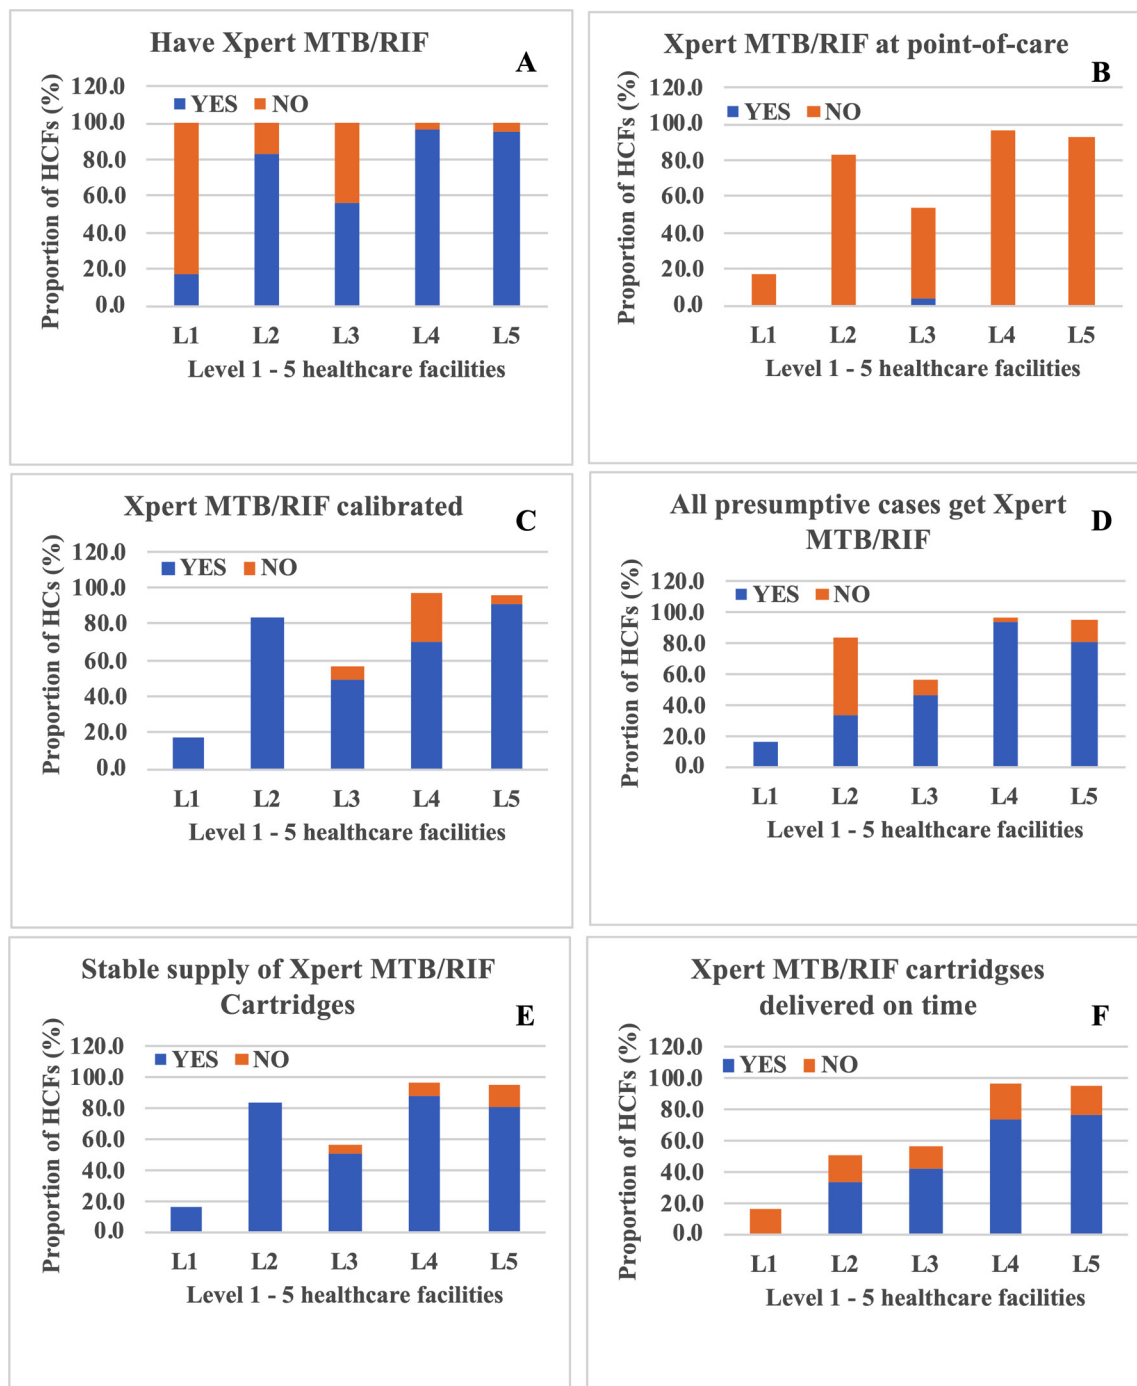 Have Xpert MTB/RIF
A
Proportion of HCFs (%)
120.0
100.0
80.0
60.0
40.0
20.0
0.0
YES NO
L1 L2 L3 L4 L5
Level 1 - 5 healthcare facilities
Xpert MTB/RIF at point-of-care
B
Proportion of HCFs (%)
120.0
100.0
80.0
60.0
40.0
20.0
0.0
YES NO
L1 L2 L3 L4 L5
Level 1 - 5 healthcare facilities
Xpert MTB/RIF calibrated
C
Proportion of HCs (%)
120.0
100.0
80.0
60.0
40.0
20.0
0.0
YES NO
L1 L2 L3 L4 L5
Level 1 - 5 healthcare facilities
All presumptive cases get Xpert
MTB/RIF
D
Prortion of HCFs (%)
120.0
100.0
80.0
60.0
40.0
20.0
0.0
YES NO
L1 L2 L3 L4 L5
Level 1 - 5 healthcare facilities
Stable supply of Xpert MTB/RIF
Cartridges
E
Proportion of HCFs (%)
120.0
100.0
80.0
60.0
40.0
20.0
0.0
YES NO
L1 L2 L3 L4 L5
Level 1 - 5 healthcare facilities
Xpert MTB/RIF cartridgses
delivered on time
F
Proportion of HCFs (%)
120.0
100.0
80.0
60.0
40.0
20.0
0.0
YES NO
L1 L2 L3 L4 L5
Level 1 - 5 healthcare facilities